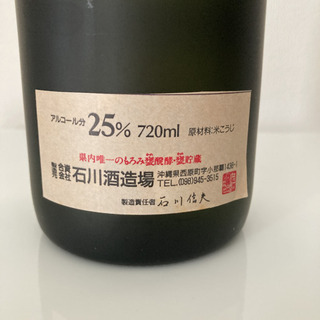 アルコール分 25% 720ml 原材料:米こうじ
県内唯一のもろみ甕醗酵・甕貯蔵
製造元 合資会社 石川酒造場
沖縄県西原町字小那覇1438-1
TEL.(098)945-3515
製造責任者 石川信夫